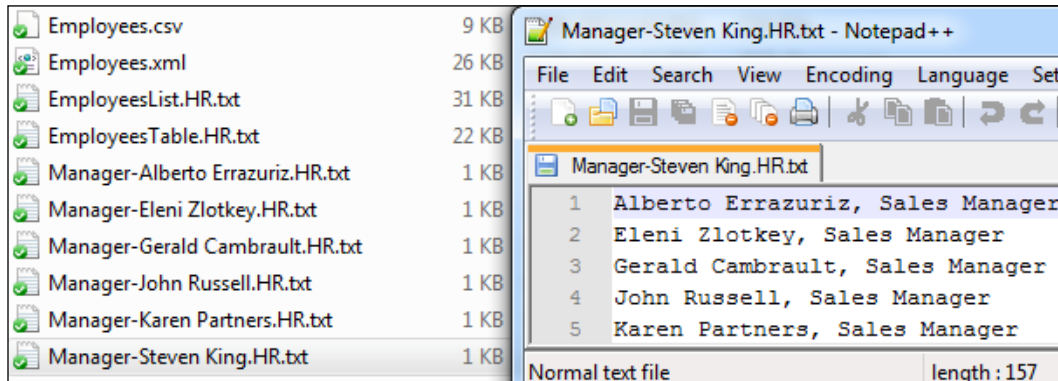 Employees.csv 9 KB
Employees.xml 26 KB
EmployeesList.HR.txt 31 KB
EmployeesTable.HR.txt 22 KB
Manager-Alberto Errazuriz.HR.txt 1 KB
Manager-Eleni Zlotkey.HR.txt 1 KB
Manager-Gerald Cambrault.HR.txt 1 KB
Manager-John Russell.HR.txt 1 KB
Manager-Karen Partners.HR.txt 1 KB
Manager-Steven King.HR.txt 1 KB
Manager-Steven King.HR.txt - Notepad++
File Edit Search View Encoding Language Set
Manager-Steven King.HR.txt
1 Alberto Errazuriz, Sales Manager
2 Eleni Zlotkey, Sales Manager
3 Gerald Cambrault, Sales Manager
4 John Russell, Sales Manager
5 Karen Partners, Sales Manager
Normal text file length : 157